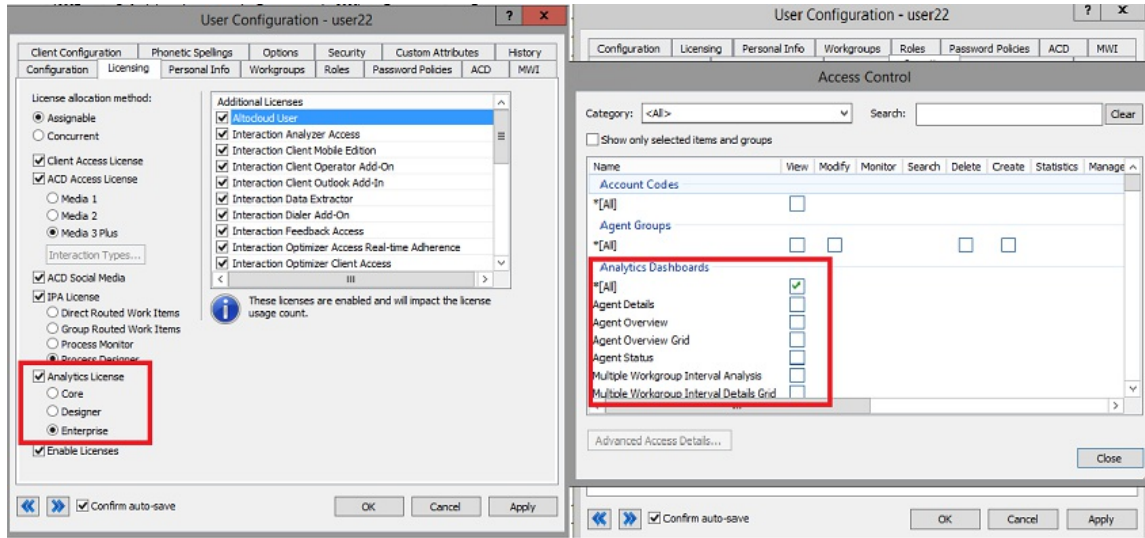 User Configuration - user22
? x
Client Configuration Phonetic Spellings Options Security Custom Attributes History
Configuration Licensing Personal Info Workgroups Roles Password Policies ACD MWI
License allocation method:
Assignable
Concurrent
Client Access License
ACD Access License
Media 1
Media 2
Media 3 Plus
Interaction Types...
ACD Social Media
IPA License
Direct Routed Work Items
Group Routed Work Items
Process Monitor
Process Designer
Analytics License
Core
Designer
Enterprise
Enable Licenses
Additional Licenses
Altocloud User
Interaction Analyzer Access
Interaction Client Mobile Edition
Interaction Client Operator Add-On
Interaction Client Outlook Add-In
Interaction Data Extractor
Interaction Dialer Add-On
Interaction Feedback Access
Interaction Optimizer Access Real-time Adherence
Interaction Optimizer Client Access
These licenses are enabled and will impact the license
usage count.
Confirm auto-save
OK Cancel Apply
User Configuration - user22
? x
Configuration Licensing Personal Info Workgroups Roles Password Policies ACD MWI
Access Control
Category: <All> Search: Clear
Show only selected items and groups
Name View Modify Monitor Search Delete Create Statistics Manage
Account Codes
*[All]
Agent Groups
*[All]
Analytics Dashboards
*[All]
Agent Details
Agent Overview
Agent Overview Grid
Agent Status
Multiple Workgroup Interval Analysis
Multiple Workgroup Interval Details Grid
Advanced Access Details...
Close
Confirm auto-save
OK Cancel Apply